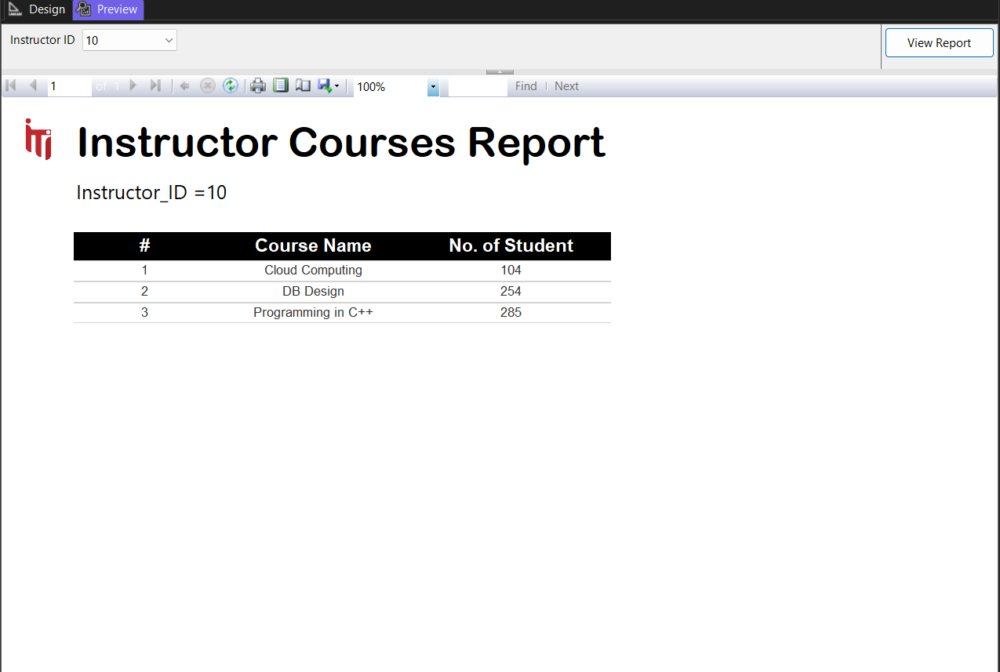 Design Preview
Instructor ID 10 View Report
1 of 1 100% Find Next
iTi Instructor Courses Report
Instructor_ID =10
# Course Name No. of Student
1 Cloud Computing 104
2 DB Design 254
3 Programming in C++ 285